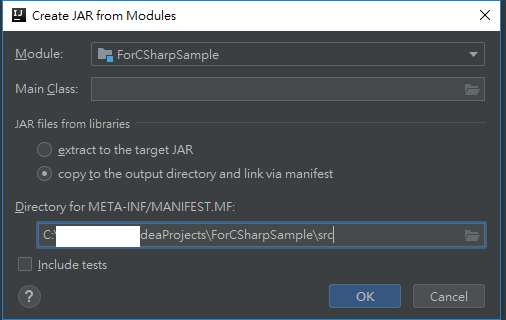 Create JAR from Modules
Module: ForCSharpSample
Main Class:
JAR files from libraries
extract to the target JAR
copy to the output directory and link via manifest
Directory for META-INF/MANIFEST.MF:
C:\ deaProjects\ForCSharpSample\src
Include tests
? OK Cancel